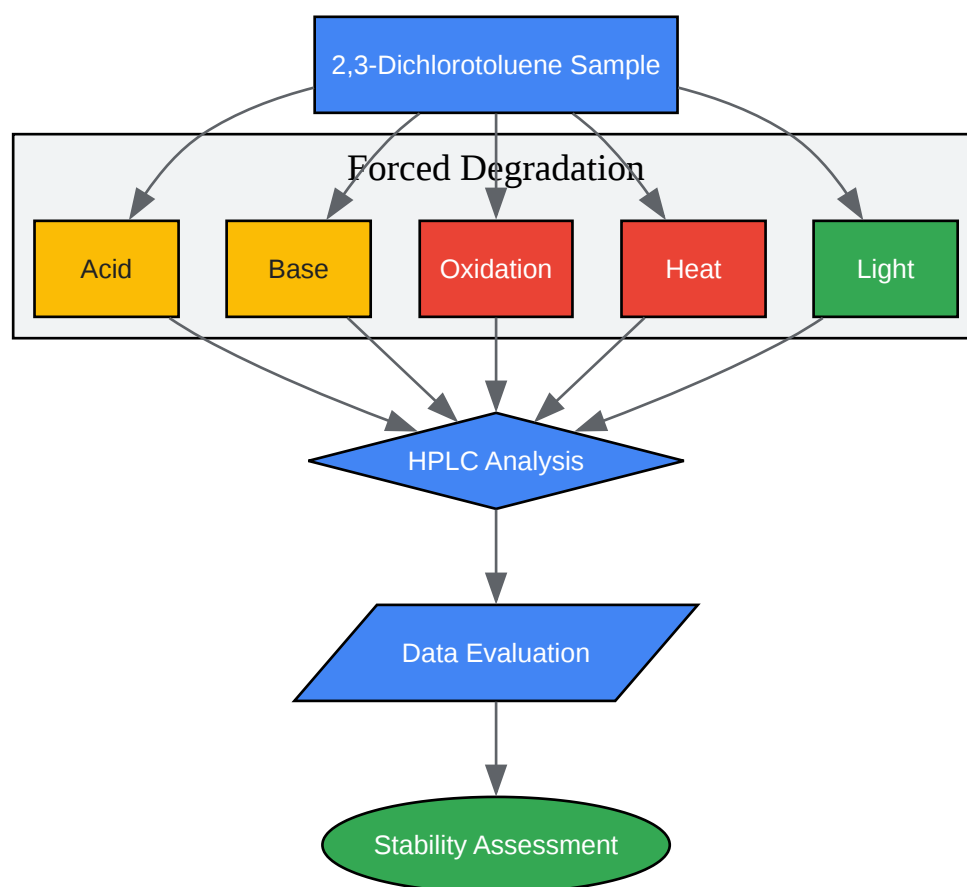 2,3-Dichlorotoluene Sample
Forced Degradation
Acid
Base
Oxidation
Heat
Light
HPLC Analysis
Data Evaluation
Stability Assessment